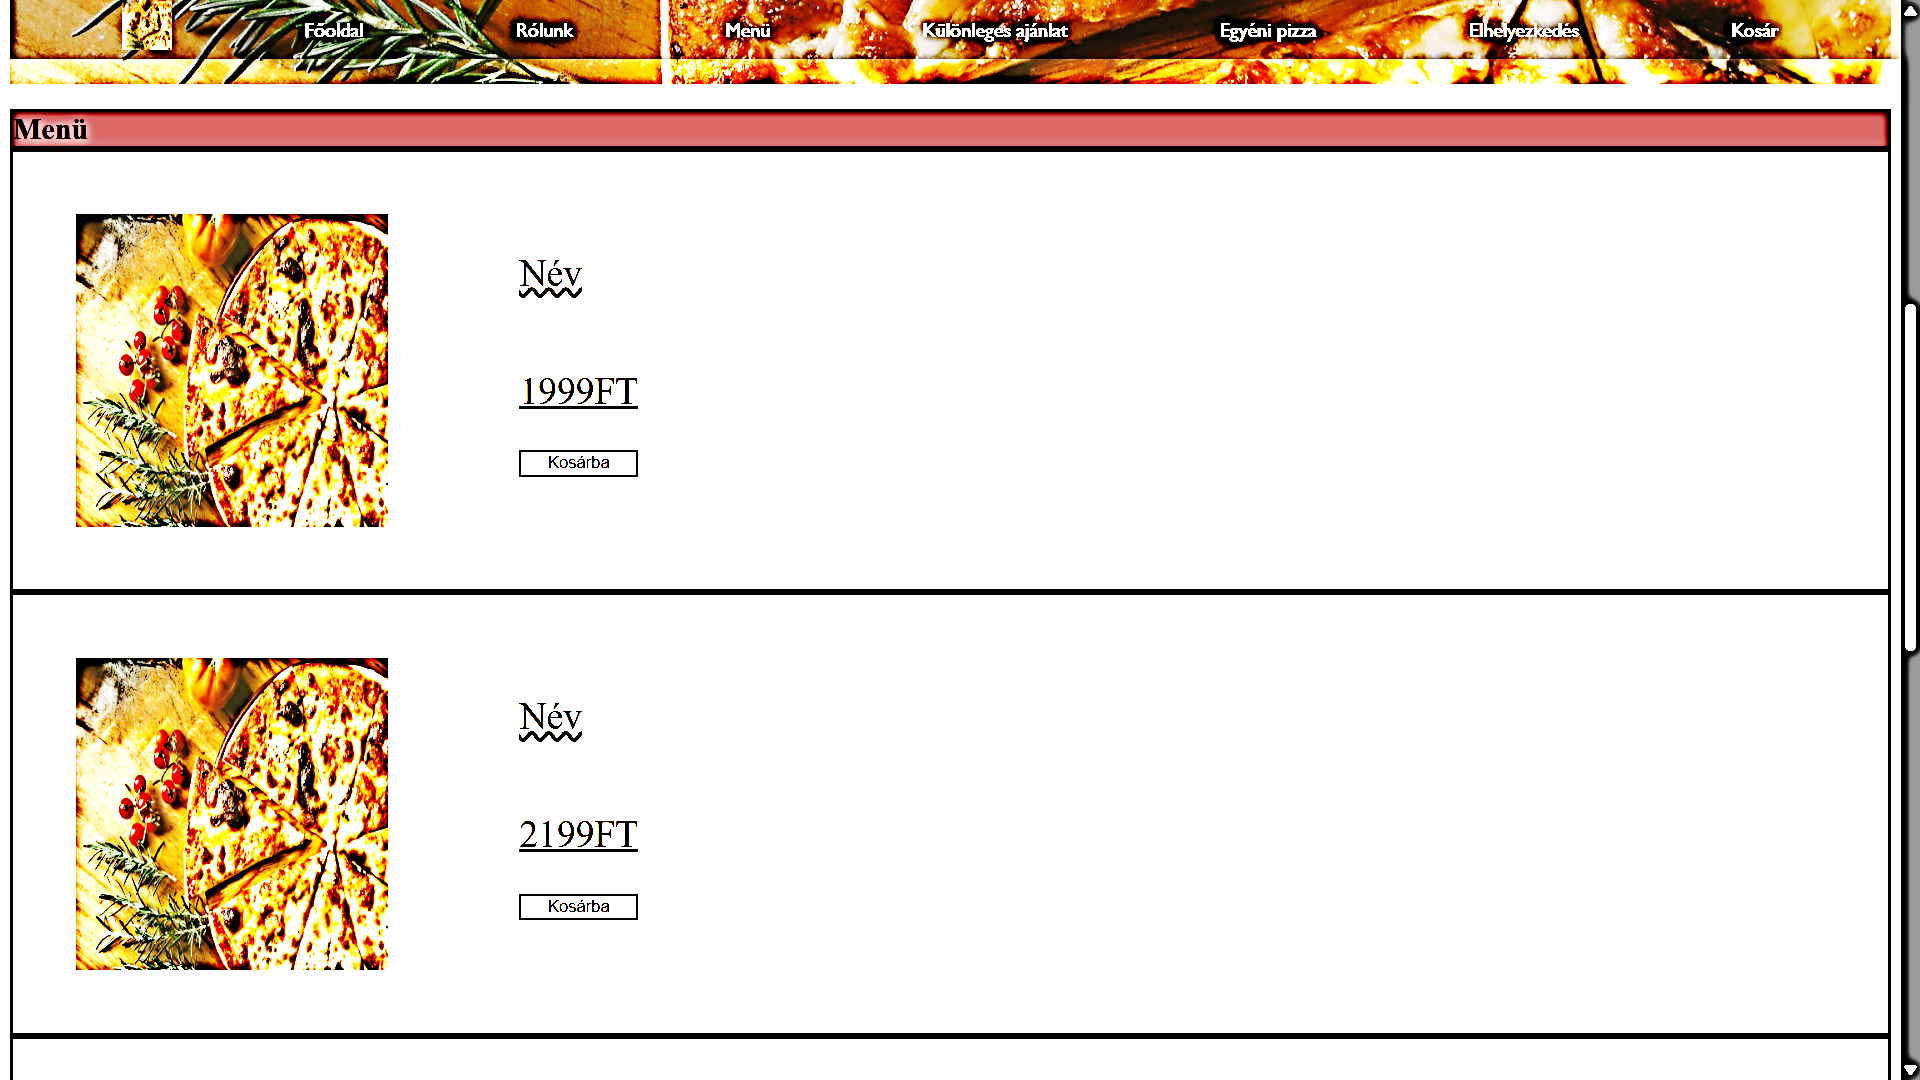 Főoldal Rólunk Menü Különleges ajánlat Egyéni pizza Elhelyezkedés Kosár
Menü
Név
1999FT
Kosárba
Név
2199FT
Kosárba